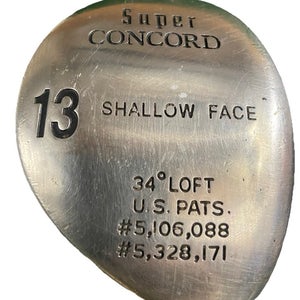 Super
CONCORD
13 SHALLOW FACE
34° LOFT
U.S. PATS.
#5,106,088
#5,328,171